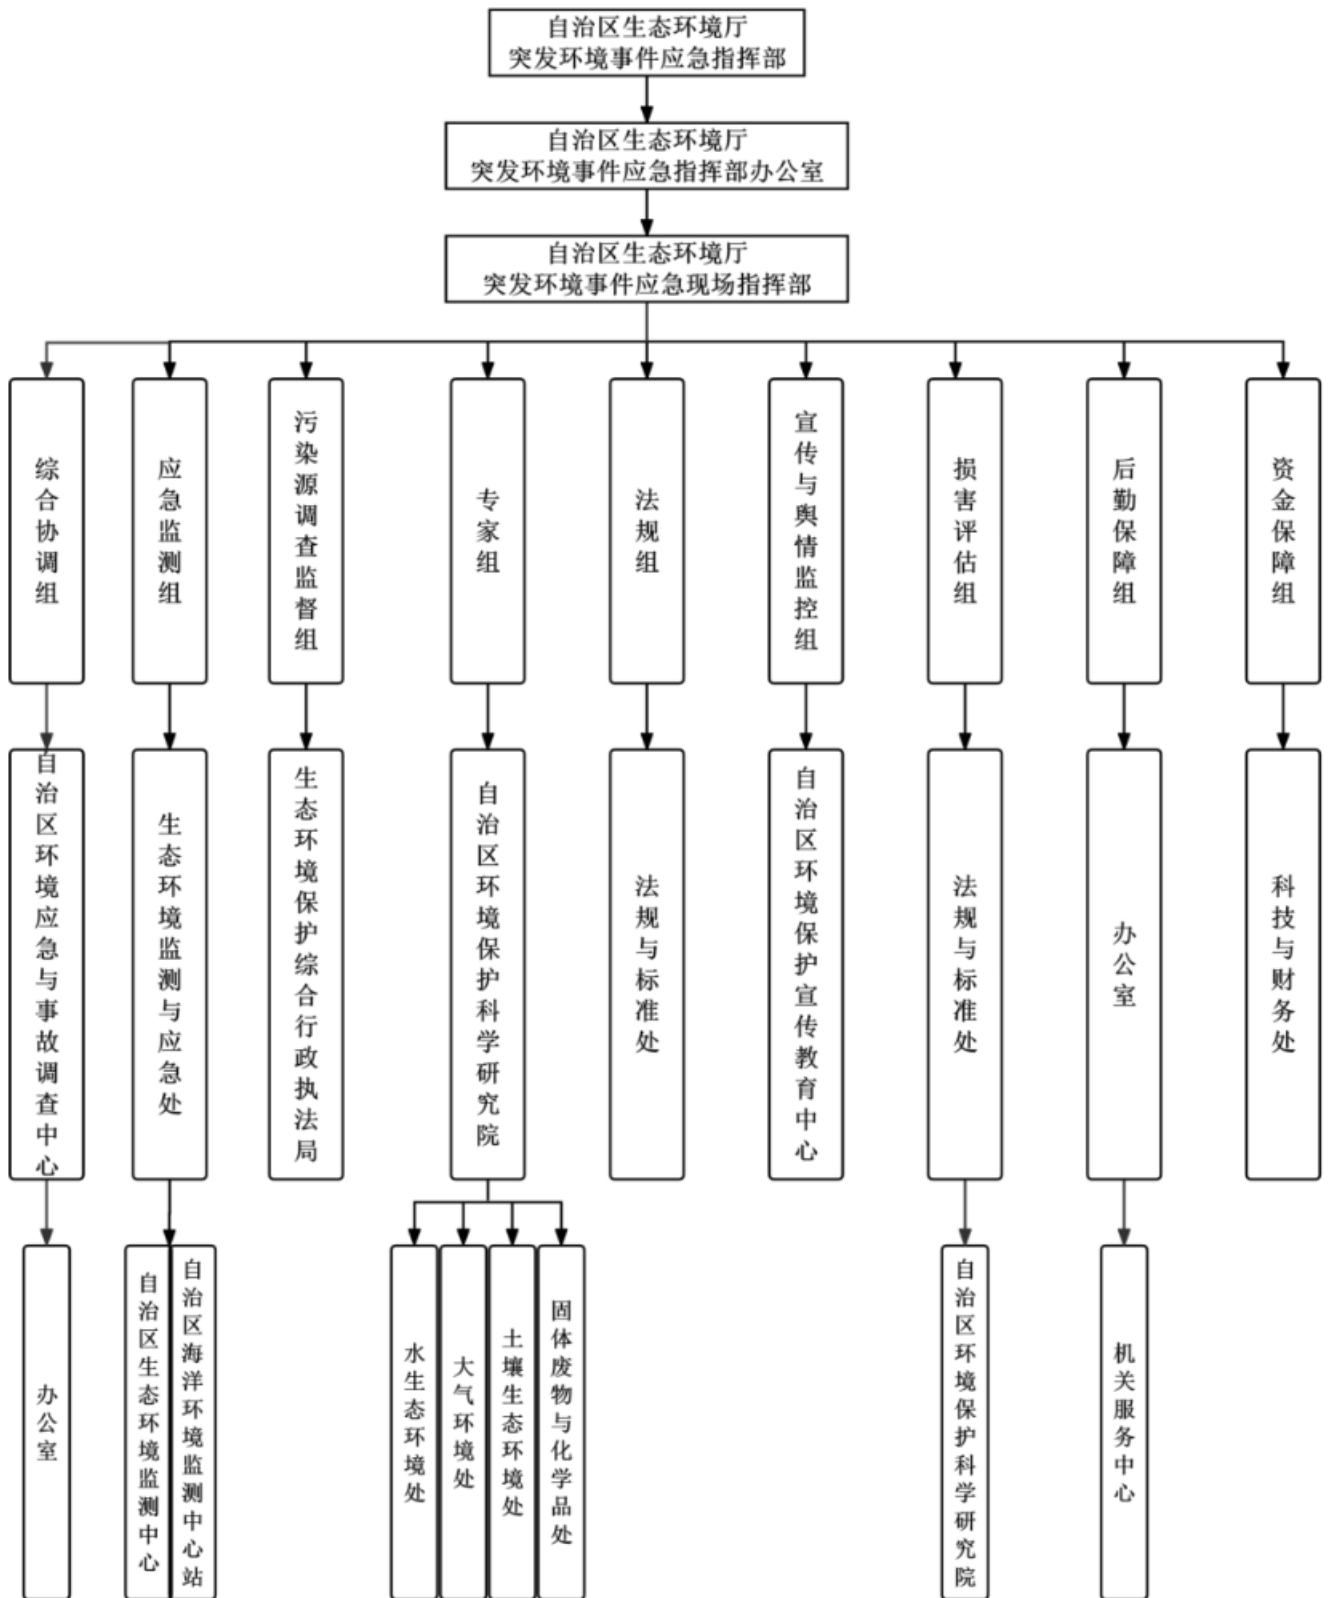 自治区生态环境厅
突发环境事件应急指挥部
自治区生态环境厅
突发环境事件应急指挥部办公室
自治区生态环境厅
突发环境事件应急现场指挥部
综合协调组
应急监测组
污染源调查监督组
专家组
法规组
宣传与舆情监控组
损害评估组
后勤保障组
资金保障组
自治区环境应急与事故调查中心
生态环境监测与应急处
生态环境保护综合行政执法局
自治区环境保护科学研究院
法规与标准处
自治区环境保护宣传教育中心
法规与标准处
办公室
科技与财务处
办公室
自治区生态环境监测中心
自治区海洋环境监测中心站
水生态环境处
大气环境处
土壤生态环境处
固体废物与化学品处
自治区环境保护科学研究院
机关服务中心